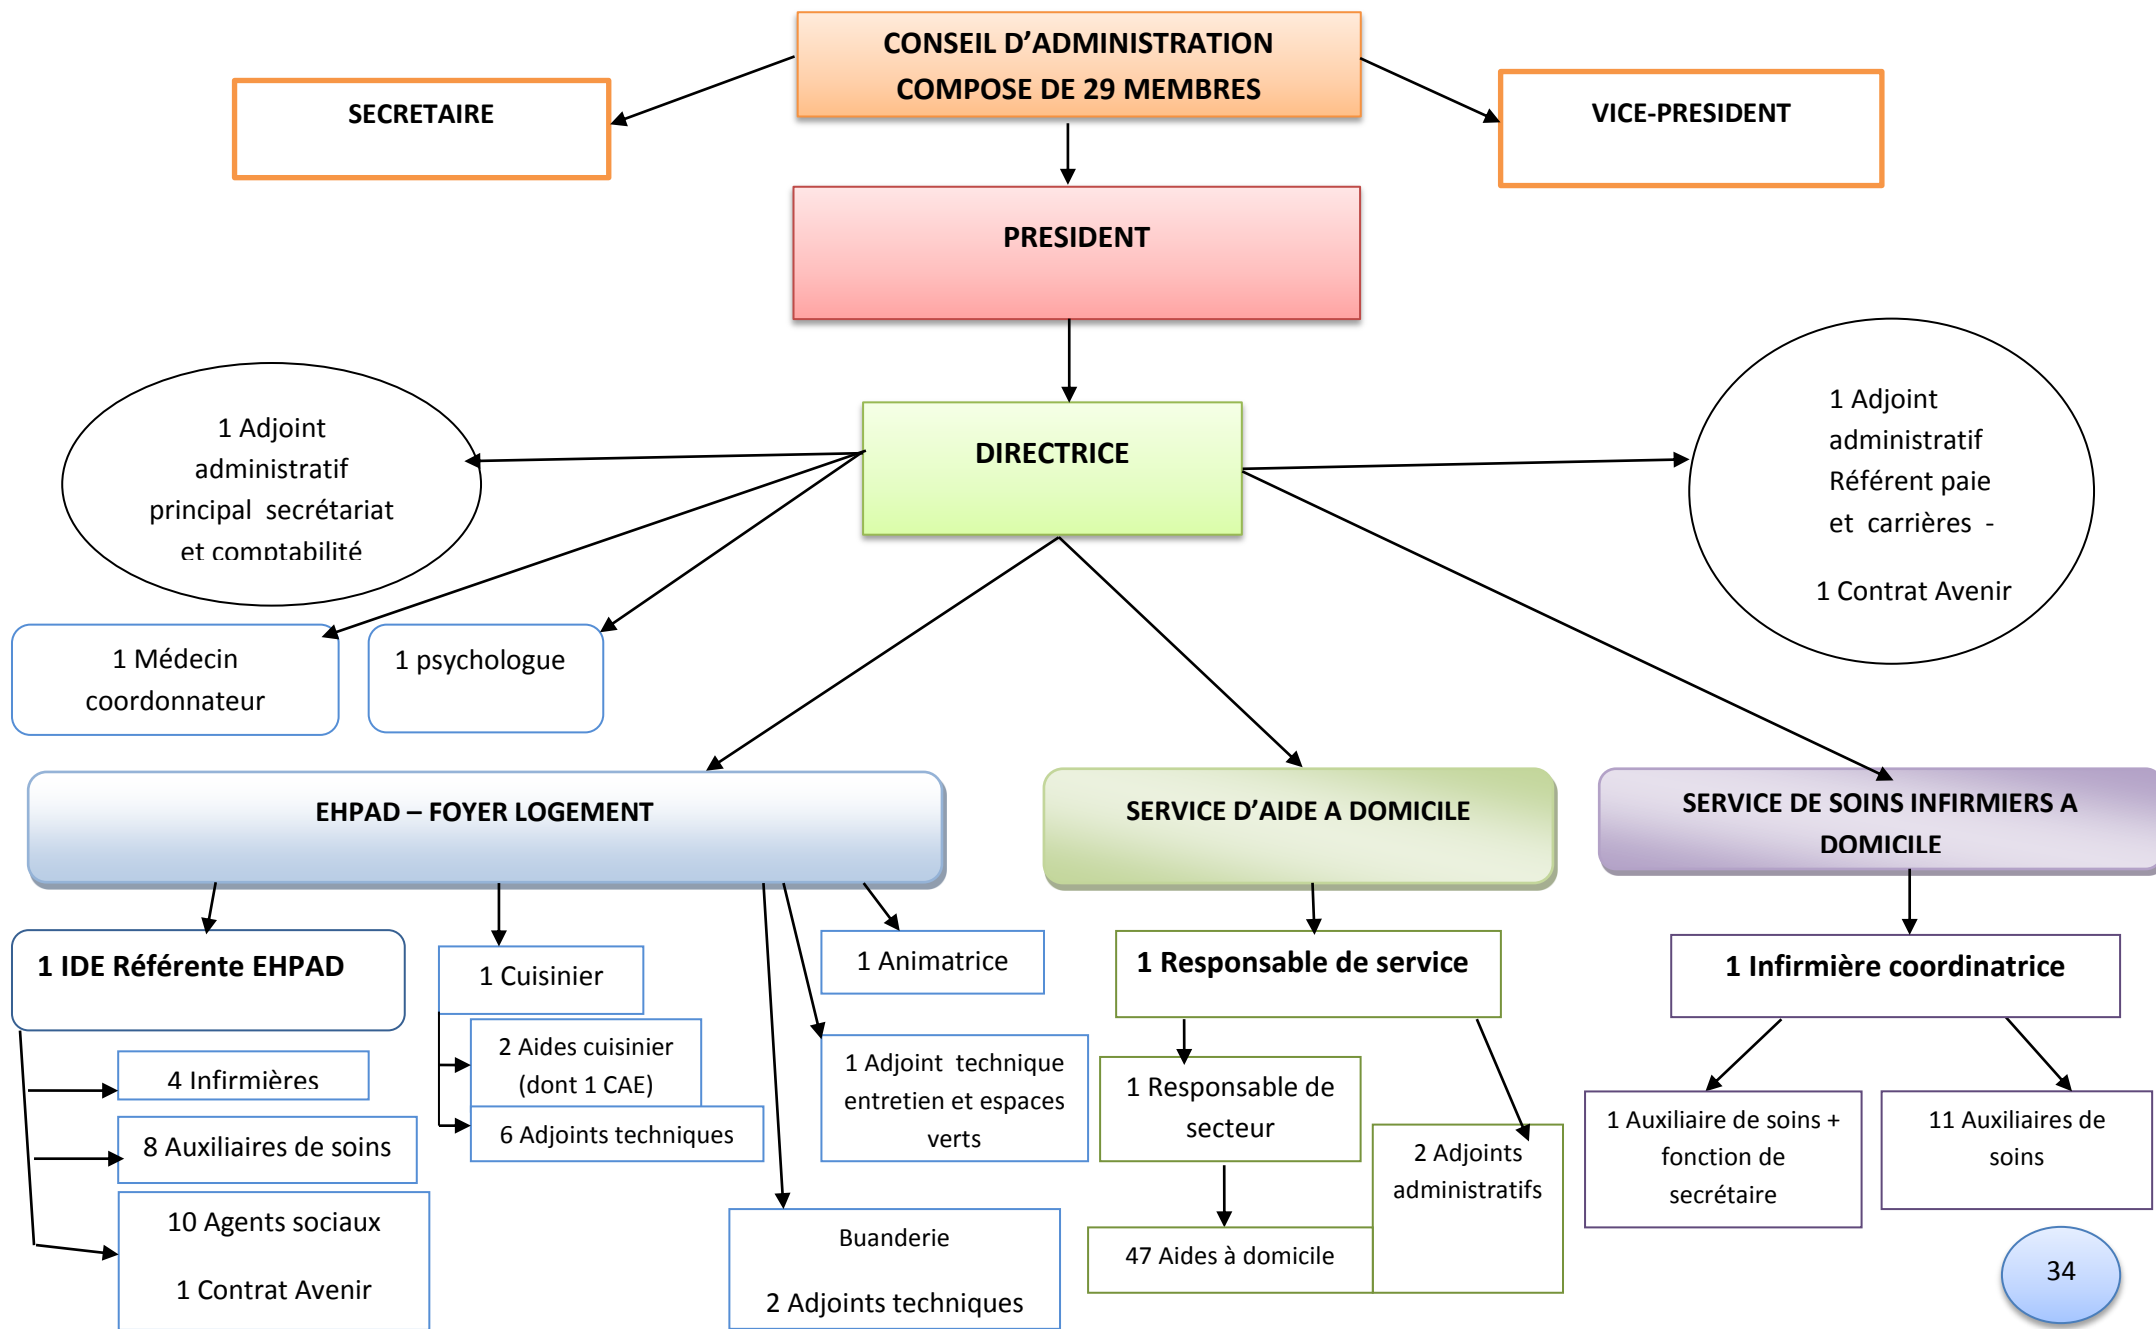 CONSEIL D’ADMINISTRATION
COMPOSE DE 29 MEMBRES
SECRETAIRE
VICE-PRESIDENT
PRESIDENT
DIRECTRICE
1 Adjoint
administratif
principal secrétariat
et comptabilité
1 Adjoint
administratif
Référent paie
et carrières -
1 Contrat Avenir
1 Médecin
coordonnateur
1 psychologue
EHPAD – FOYER LOGEMENT
SERVICE D’AIDE A DOMICILE
SERVICE DE SOINS INFIRMIERS A
DOMICILE
1 IDE Référente EHPAD
4 Infirmières
8 Auxiliaires de soins
10 Agents sociaux
1 Contrat Avenir
1 Cuisinier
2 Aides cuisinier
(dont 1 CAE)
6 Adjoints techniques
Buanderie
2 Adjoints techniques
1 Animatrice
1 Adjoint technique
entretien et espaces
verts
1 Responsable de service
1 Responsable de
secteur
47 Aides à domicile
2 Adjoints
administratifs
1 Infirmière coordinatrice
1 Auxiliaire de soins +
fonction de
secrétaire
11 Auxiliaires de
soins
34